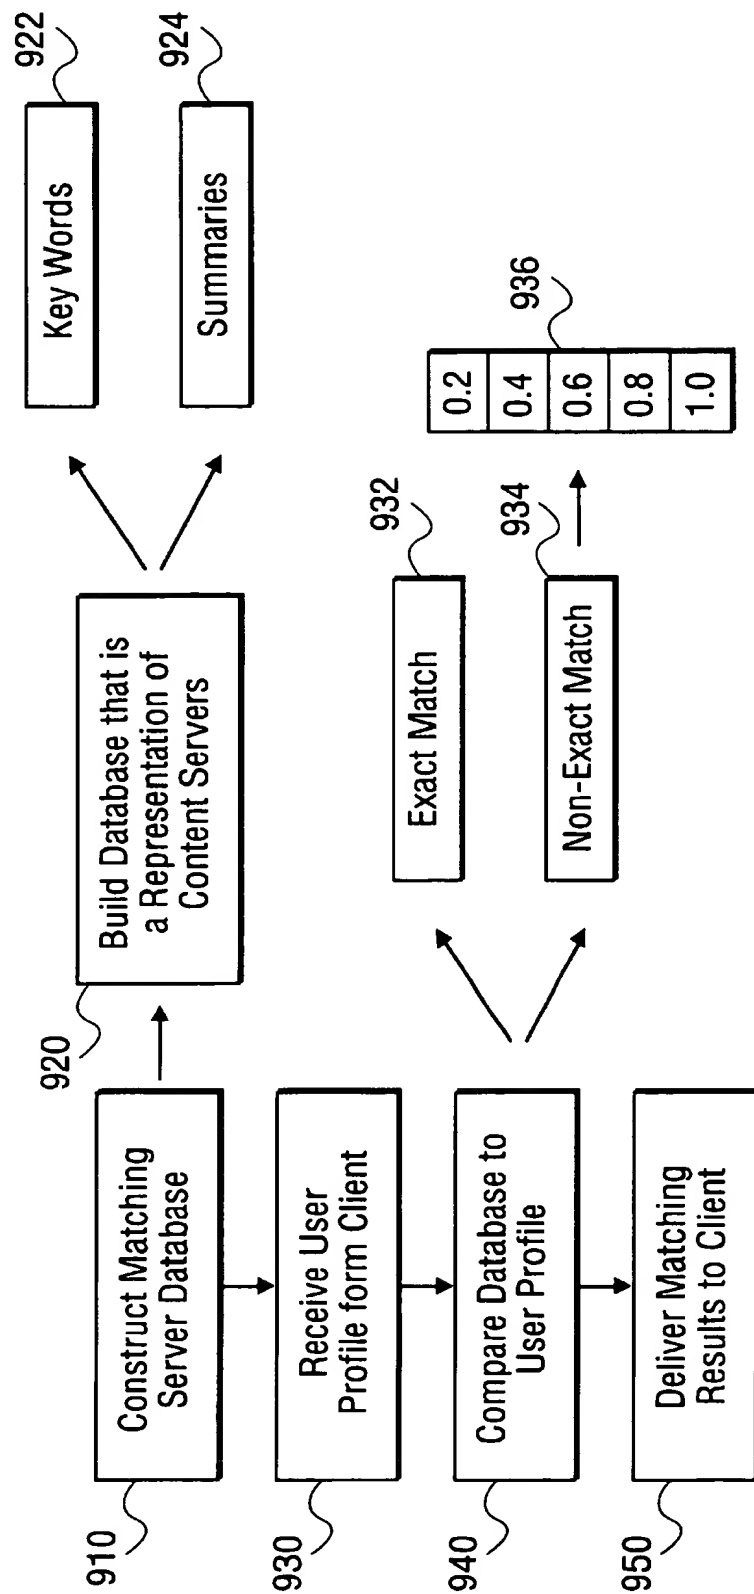 910
Construct Matching
Server Database
920
Build Database that is
a Representation of
Content Servers
Key Words
922
Summaries
924
930
Receive User
Profile form Client
940
Compare Database to
User Profile
Exact Match
932
Non-Exact Match
934
0.2
0.4
0.6
0.8
1.0
936
950
Deliver Matching
Results to Client